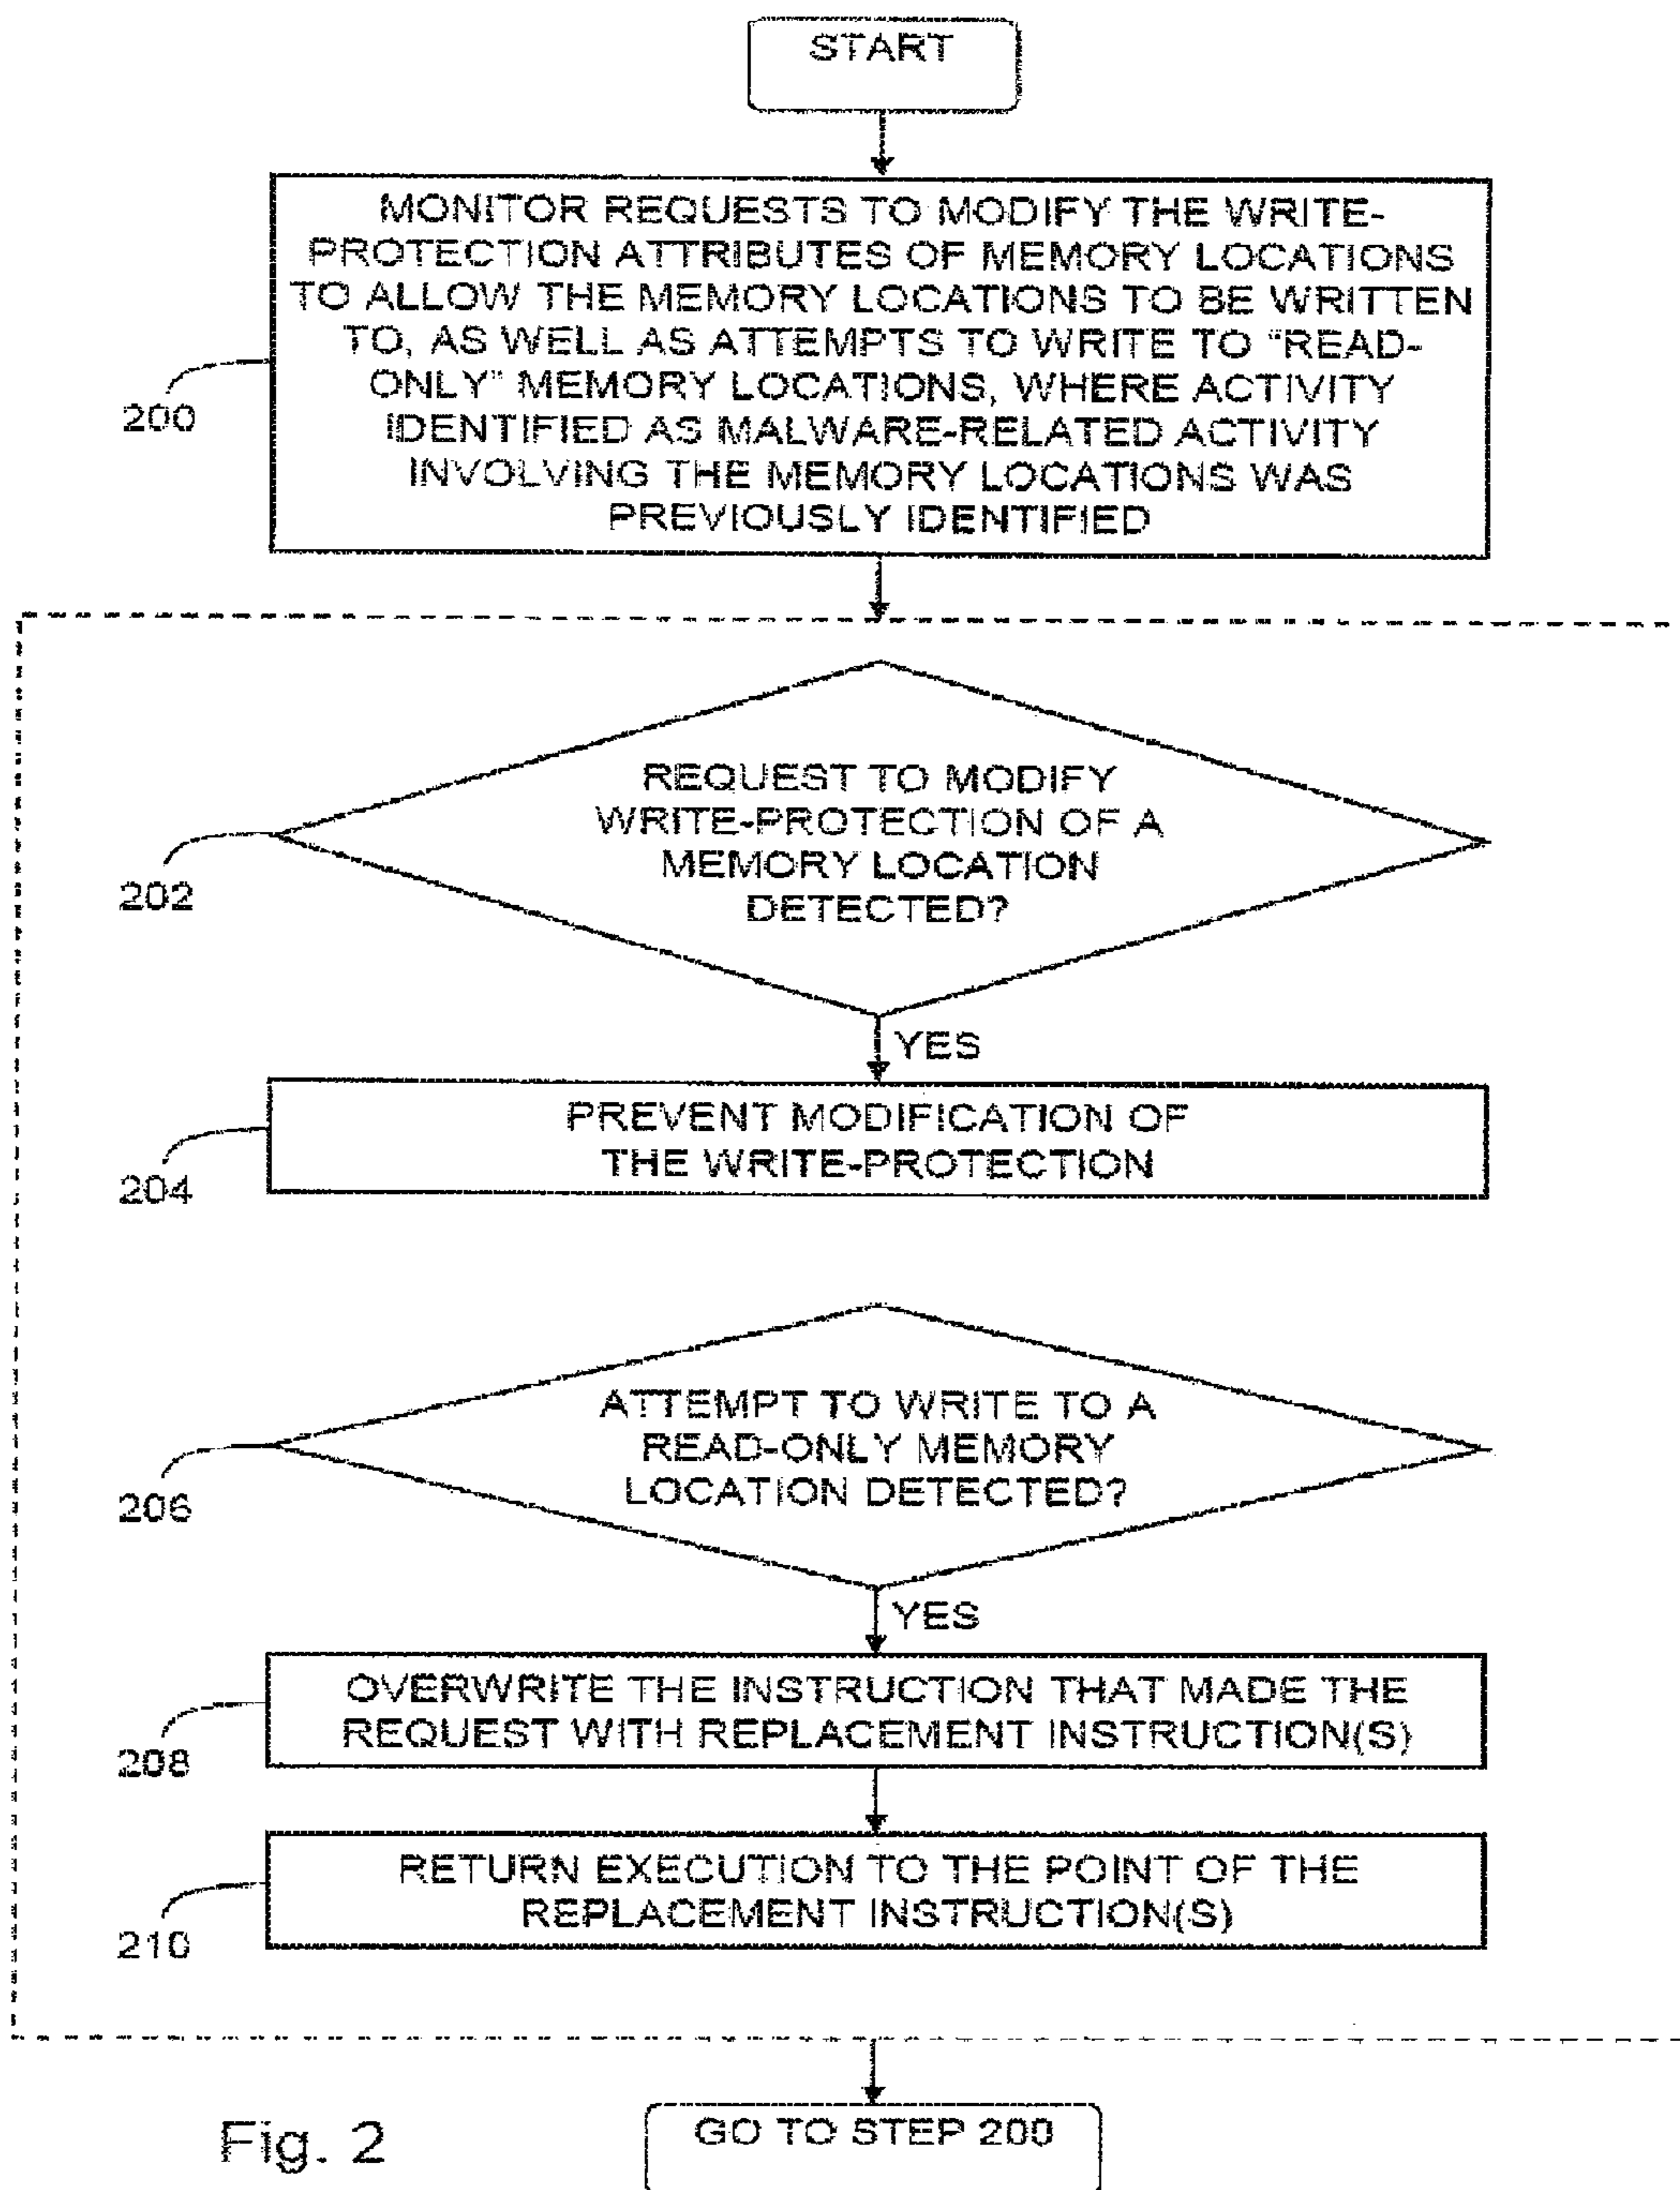 START
MONITOR REQUESTS TO MODIFY THE WRITE-
PROTECTION ATTRIBUTES OF MEMORY LOCATIONS
TO ALLOW THE MEMORY LOCATIONS TO BE WRITTEN
TO, AS WELL AS ATTEMPTS TO WRITE TO "READ-
ONLY" MEMORY LOCATIONS, WHERE ACTIVITY
IDENTIFIED AS MALWARE-RELATED ACTIVITY
INVOLVING THE MEMORY LOCATIONS WAS
PREVIOUSLY IDENTIFIED
200
REQUEST TO MODIFY
WRITE-PROTECTION OF A
MEMORY LOCATION
DETECTED?
202
YES
PREVENT MODIFICATION OF
THE WRITE-PROTECTION
204
ATTEMPT TO WRITE TO A
READ-ONLY MEMORY
LOCATION DETECTED?
206
YES
OVERWRITE THE INSTRUCTION THAT MADE THE
REQUEST WITH REPLACEMENT INSTRUCTION(S)
208
RETURN EXECUTION TO THE POINT OF THE
REPLACEMENT INSTRUCTION(S)
210
GO TO STEP 200
Fig. 2